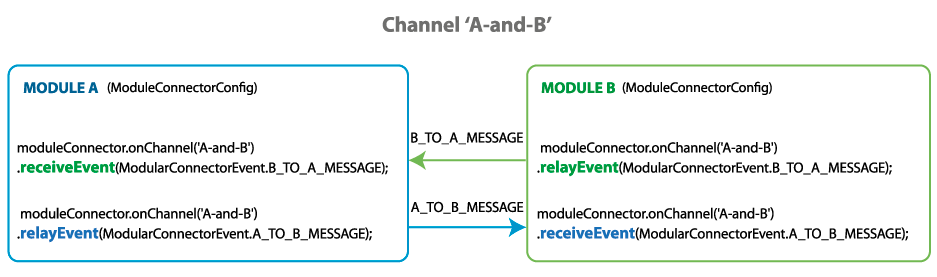 Channel ‘A-and-B’
MODULE A (ModuleConnectorConfig)
moduleConnector.onChannel('A-and-B')
.receiveEvent(ModularConnectorEvent.B_TO_A_MESSAGE);
moduleConnector.onChannel('A-and-B')
.relayEvent(ModularConnectorEvent.A_TO_B_MESSAGE);
B_TO_A_MESSAGE
A_TO_B_MESSAGE
MODULE B (ModuleConnectorConfig)
moduleConnector.onChannel('A-and-B')
.relayEvent(ModularConnectorEvent.B_TO_A_MESSAGE);
moduleConnector.onChannel('A-and-B')
.receiveEvent(ModularConnectorEvent.A_TO_B_MESSAGE);